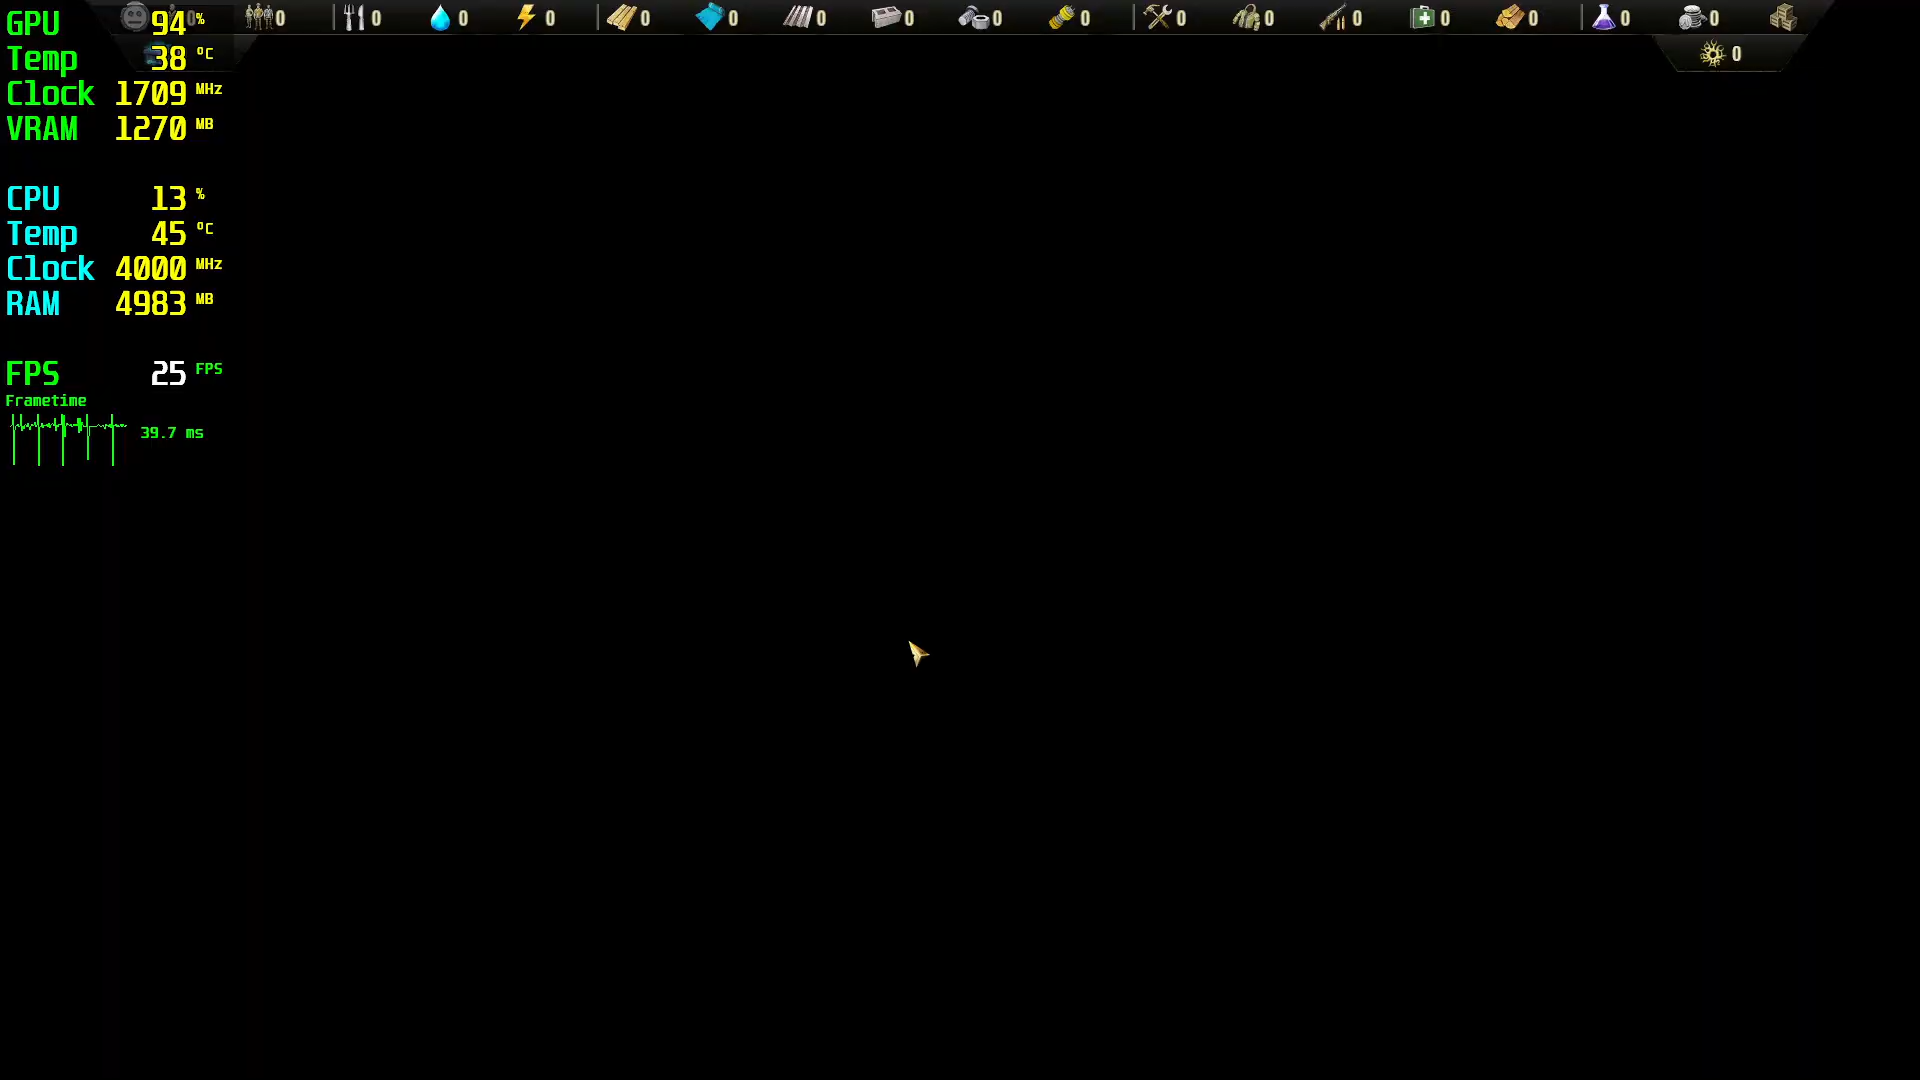 GPU 94 %
0 0 0 0 0 0 0 0 0 0 0 0 0 0 0 0 0 0 0
Temp 38 °C
0
Clock 1709 MHz
VRAM 1270 MB
CPU 13 %
Temp 45 °C
Clock 4000 MHz
RAM 4983 MB
FPS 25 FPS
Frametime
39.7 ms